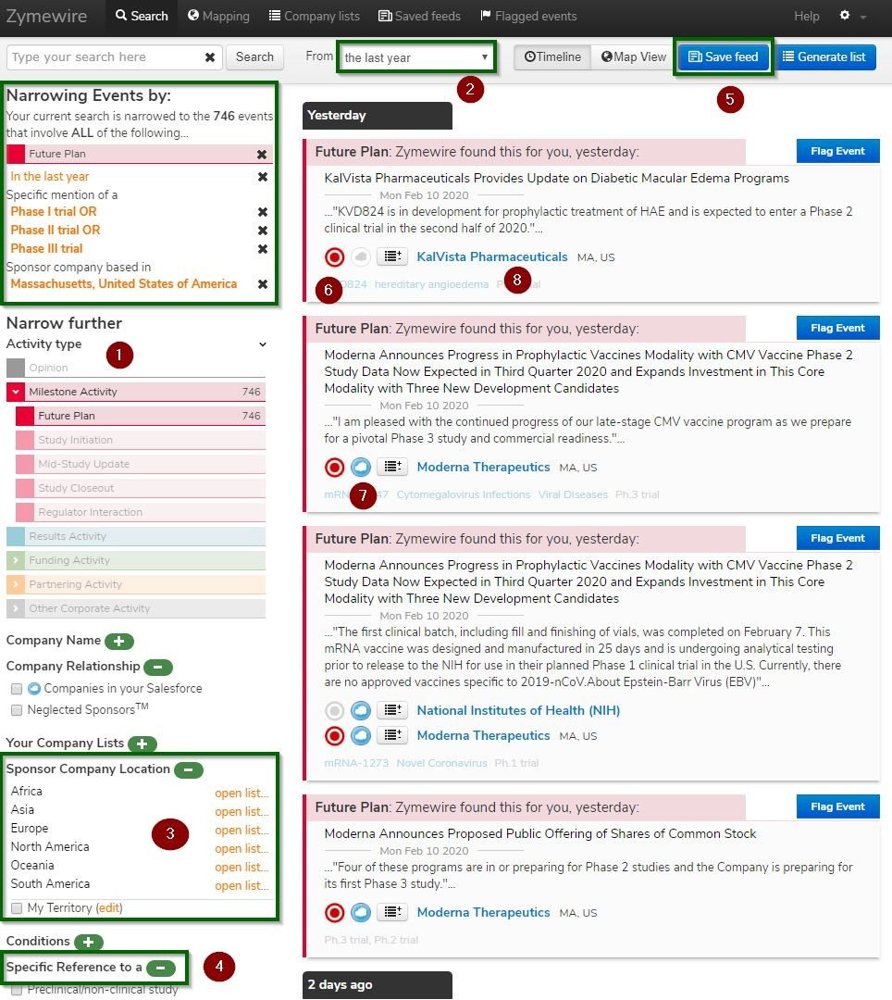 Zymewire Search Mapping Company lists Saved feeds Flagged events Help
Type your search here Search From the last year Timeline Map View Save feed Generate list
2
5
Narrowing Events by:
Your current search is narrowed to the 746 events
that involve ALL of the following...
Future Plan
In the last year
Specific mention of a
Phase I trial OR
Phase II trial OR
Phase III trial
Sponsor company based in
Massachusetts, United States of America
Narrow further
Activity type
1
Opinion
Milestone Activity 746
Future Plan 746
Study Initiation
Mid-Study Update
Study Closeout
Regulator Interaction
Results Activity
Funding Activity
Partnering Activity
Other Corporate Activity
Company Name
Company Relationship
Companies in your Salesforce
Neglected Sponsors™
Your Company Lists
Sponsor Company Location
Africa open list...
Asia open list...
Europe open list...
3
North America open list...
Oceania open list...
South America open list...
My Territory (edit)
Conditions
Specific Reference to a
4
Preclinical/non-clinical study
Yesterday
Future Plan: Zymewire found this for you, yesterday: Flag Event
KalVista Pharmaceuticals Provides Update on Diabetic Macular Edema Programs
Mon Feb 10 2020
..."KVD824 is in development for prophylactic treatment of HAE and is expected to enter a Phase 2
clinical trial in the second half of 2020."...
KalVista Pharmaceuticals MA, US
6 hereditary angioedema 8
Future Plan: Zymewire found this for you, yesterday: Flag Event
Moderna Announces Progress in Prophylactic Vaccines Modality with CMV Vaccine Phase 2
Study Data Now Expected in Third Quarter 2020 and Expands Investment in This Core
Modality with Three New Development Candidates
Mon Feb 10 2020
..."I am pleased with the continued progress of our late-stage CMV vaccine program as we prepare
for a pivotal Phase 3 study and commercial readiness."...
Moderna Therapeutics MA, US
7 Cytomegalovirus Infections Viral Diseases Ph.3 trial
Future Plan: Zymewire found this for you, yesterday: Flag Event
Moderna Announces Progress in Prophylactic Vaccines Modality with CMV Vaccine Phase 2
Study Data Now Expected in Third Quarter 2020 and Expands Investment in This Core
Modality with Three New Development Candidates
Mon Feb 10 2020
..."The first clinical batch, including fill and finishing of vials, was completed on February 7. This
mRNA vaccine was designed and manufactured in 25 days and is undergoing analytical testing
prior to release to the NIH for use in their planned Phase 1 clinical trial in the U.S. Currently, there
are no approved vaccines specific to 2019-nCoV.About Epstein-Barr Virus (EBV)"...
National Institutes of Health (NIH)
Moderna Therapeutics MA, US
mRNA-1273 Novel Coronavirus Ph.1 trial
Future Plan: Zymewire found this for you, yesterday: Flag Event
Moderna Announces Proposed Public Offering of Shares of Common Stock
Mon Feb 10 2020
..."Four of these programs are in or preparing for Phase 2 studies and the Company is preparing for
its first Phase 3 study."...
Moderna Therapeutics MA, US
Ph.3 trial, Ph.2 trial
2 days ago